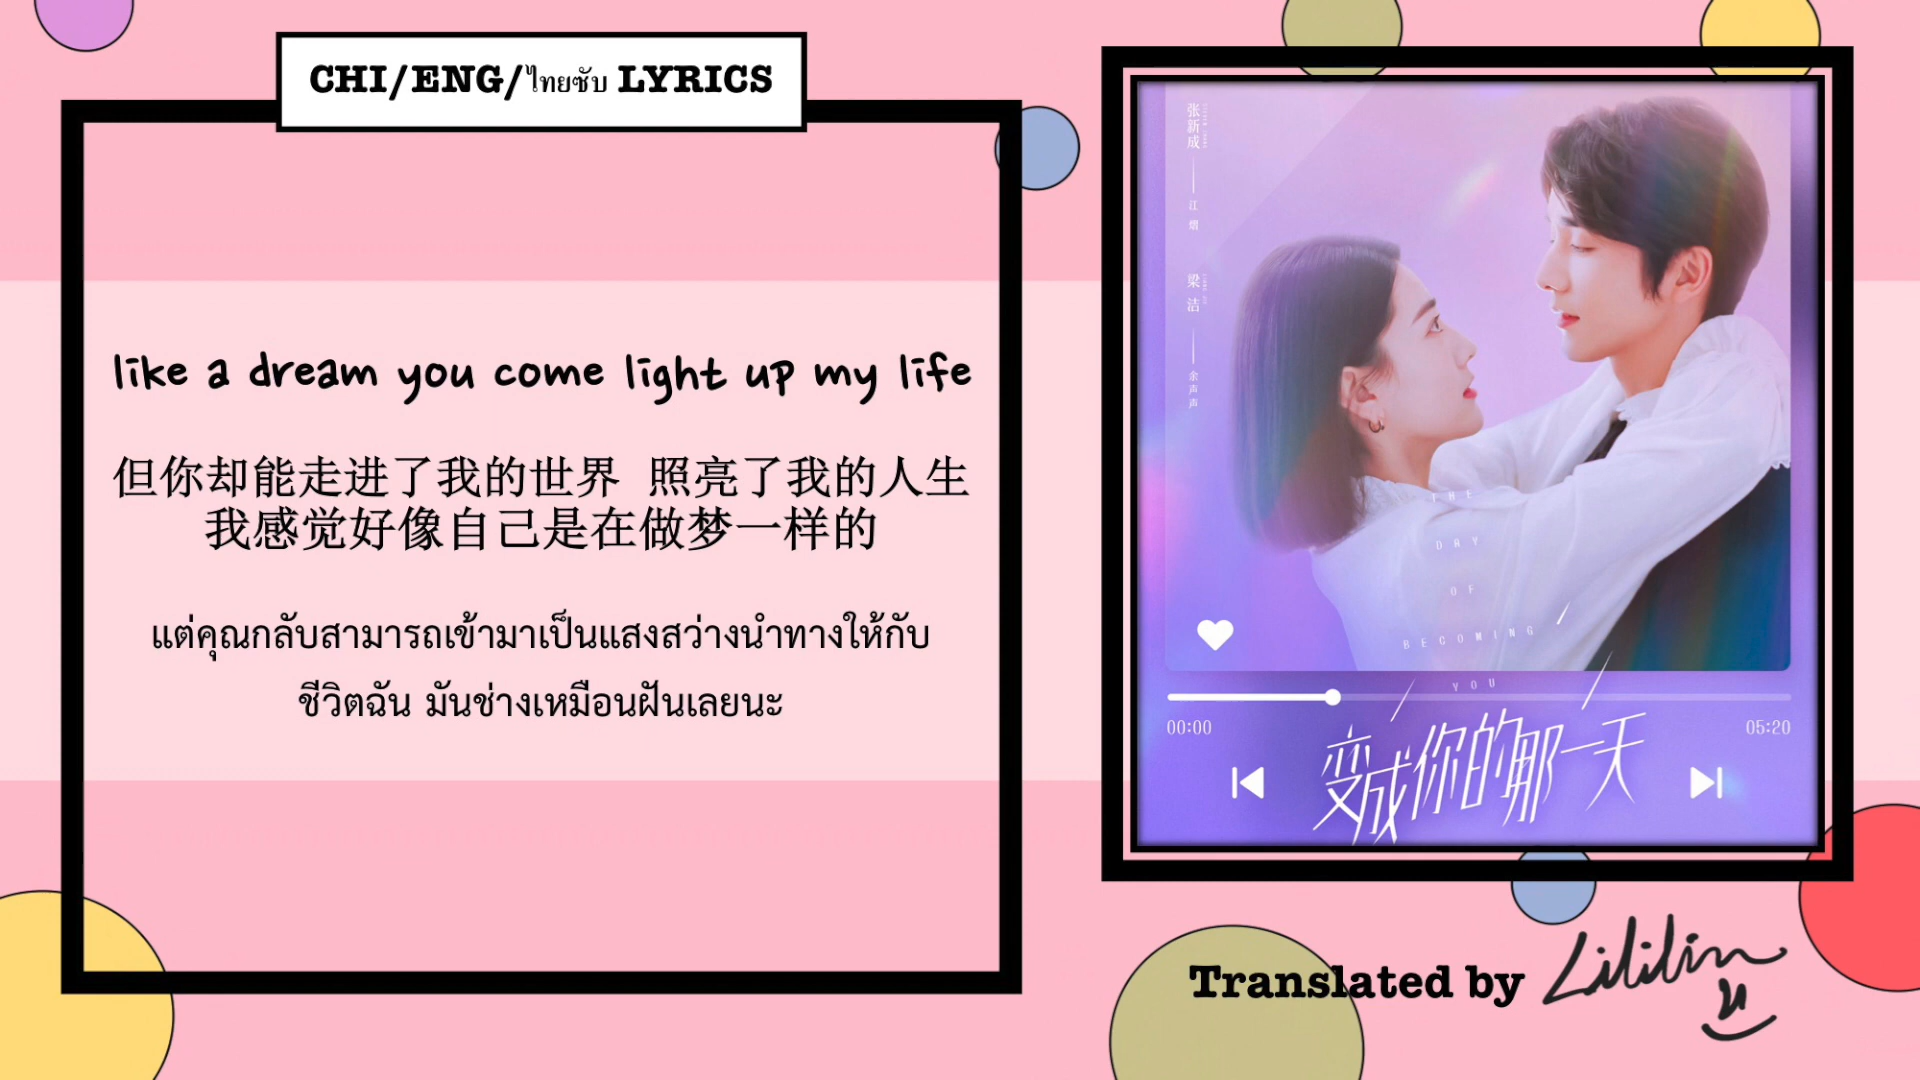 CHI/ENG/ไทยซับ LYRICS
like a dream you come light up my life
但你却能走进了我的世界 照亮了我的人生
我感觉好像自己是在做梦一样的
แต่คุณกลับสามารถเข้ามาเป็นแสงสว่างนำทางให้กับ
ชีวิตฉัน มันช่างเหมือนฝันเลยนะ
张新成
江熠
梁洁
余声声
THE
DAY
OF
BECOMING
YOU
00:00
05:20
变成你的那一天
Translated by Lililin